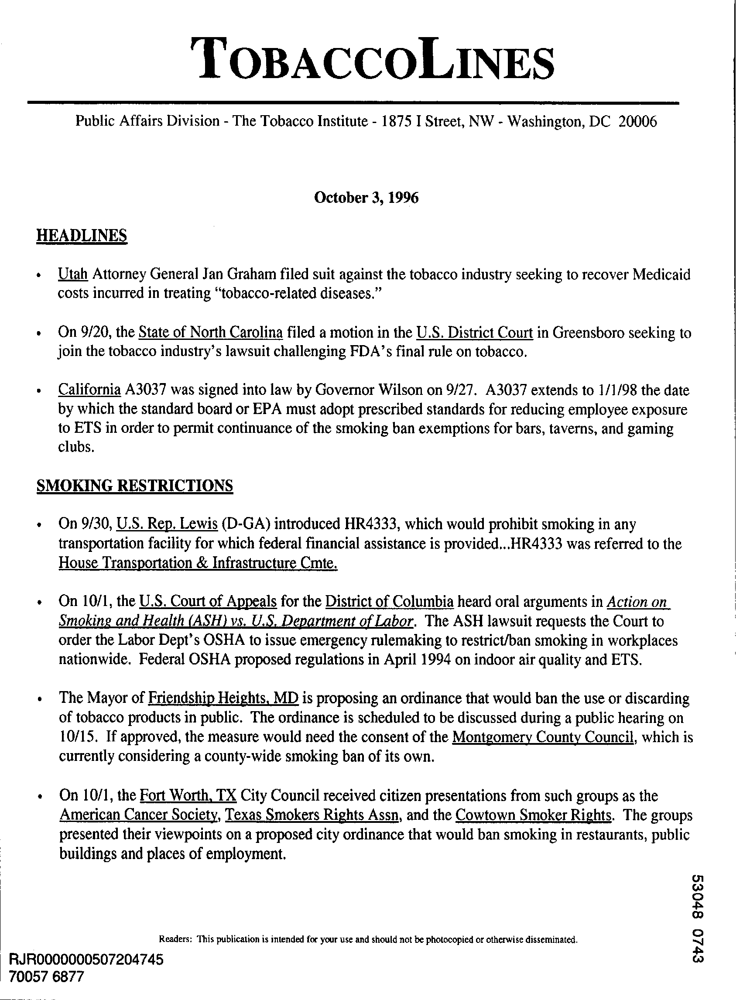 TOBACCOLINES
Public Affairs Division - The Tobacco Institute - 1875 I Street, NW - Washington, DC 20006
October 3, 1996
HEADLINES
• Utah Attorney General Jan Graham filed suit against the tobacco industry seeking to recover Medicaid
costs incurred in treating “tobacco-related diseases.”
• On 9/20, the State of North Carolina filed a motion in the U.S. District Court in Greensboro seeking to
join the tobacco industry's lawsuit challenging FDA's final rule on tobacco.
• California A3037 was signed into law by Governor Wilson on 9/27. A3037 extends to 1/1/98 the date
by which the standard board or EPA must adopt prescribed standards for reducing employee exposure
to ETS in order to permit continuance of the smoking ban exemptions for bars, taverns, and gaming
clubs.
SMOKING RESTRICTIONS
• On 9/30, U.S. Rep. Lewis (D-GA) introduced HR4333, which would prohibit smoking in any
transportation facility for which federal financial assistance is provided...HR4333 was referred to the
House Transportation & Infrastructure Cmte.
• On 10/1, the U.S. Court of Appeals for the District of Columbia heard oral arguments in Action on
Smoking and Health (ASH) vs. U.S. Department of Labor. The ASH lawsuit requests the Court to
order the Labor Dept's OSHA to issue emergency rulemaking to restrict/ban smoking in workplaces
nationwide. Federal OSHA proposed regulations in April 1994 on indoor air quality and ETS.
• The Mayor of Friendship Heights, MD is proposing an ordinance that would ban the use or discarding
of tobacco products in public. The ordinance is scheduled to be discussed during a public hearing on
10/15. If approved, the measure would need the consent of the Montgomery County Council, which is
currently considering a county-wide smoking ban of its own.
• On 10/1, the Fort Worth, TX City Council received citizen presentations from such groups as the
American Cancer Society, Texas Smokers Rights Assn, and the Cowtown Smoker Rights. The groups
presented their viewpoints on a proposed city ordinance that would ban smoking in restaurants, public
buildings and places of employment.
53048 0743
Readers: This publication is intended for your use and should not be photocopied or otherwise disseminated.
RJR0000000507204745
70057 6877